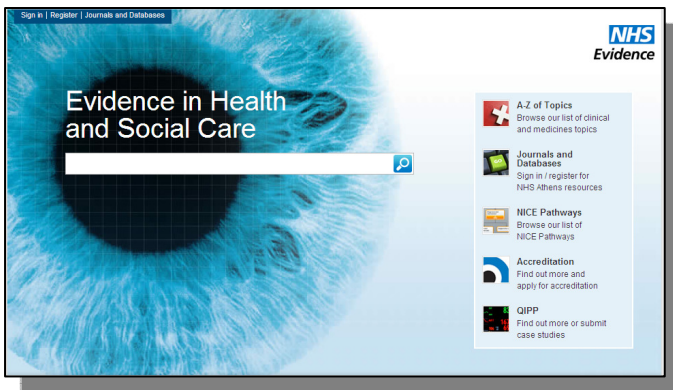 Sign in | Register | Journals and Databases
NHS
Evidence
Evidence in Health
and Social Care
A-Z of Topics
Browse our list of clinical
and medicines topics
Journals and
Databases
Sign in / register for
NHS Athens resources
NICE Pathways
Browse our list of
NICE Pathways
Accreditation
Find out more and
apply for accreditation
QIPP
Find out more or submit
case studies